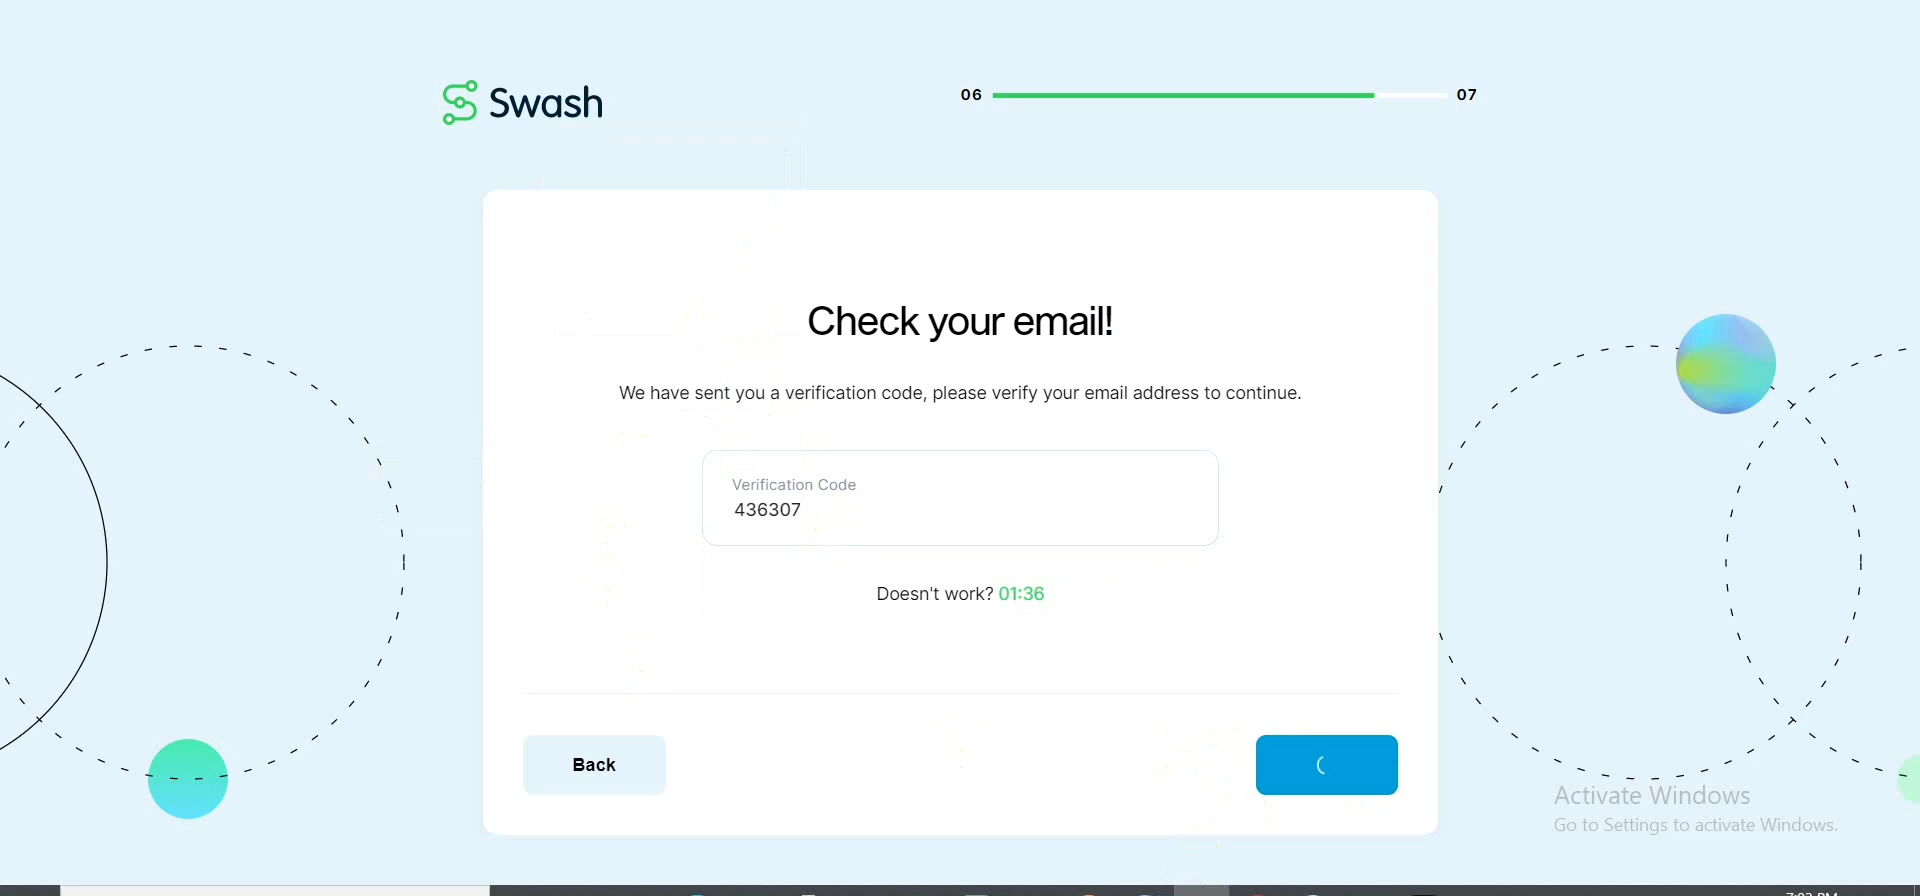 Swash
06 07
Check your email!
We have sent you a verification code, please verify your email address to continue.
Verification Code
436307
Doesn't work? 01:36
Back
Activate Windows
Go to Settings to activate Windows.